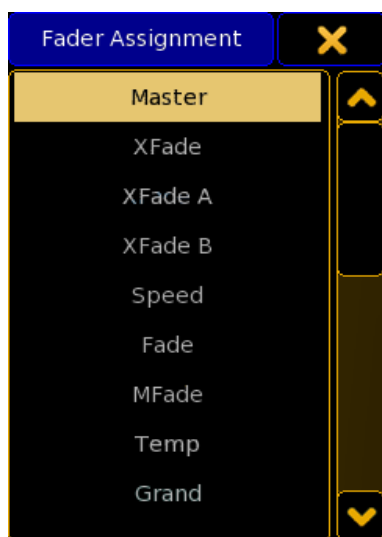 Fader Assignment
Master
XFade
XFade A
XFade B
Speed
Fade
MFade
Temp
Grand